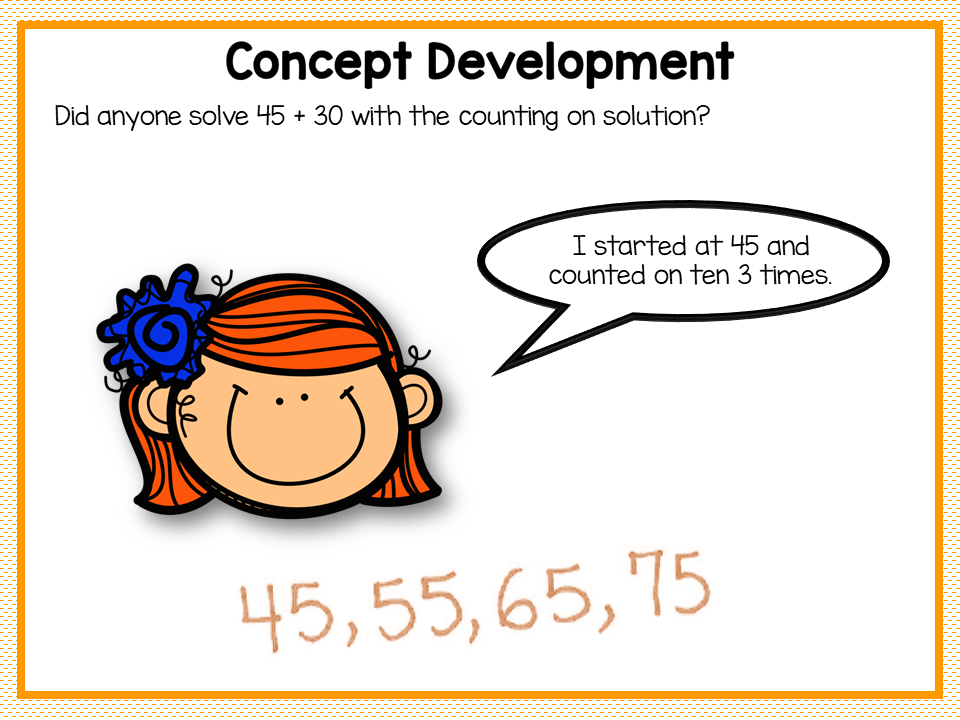 Concept Development
Did anyone solve 45 + 30 with the counting on solution?
I started at 45 and
counted on ten 3 times.
45, 55, 65, 75